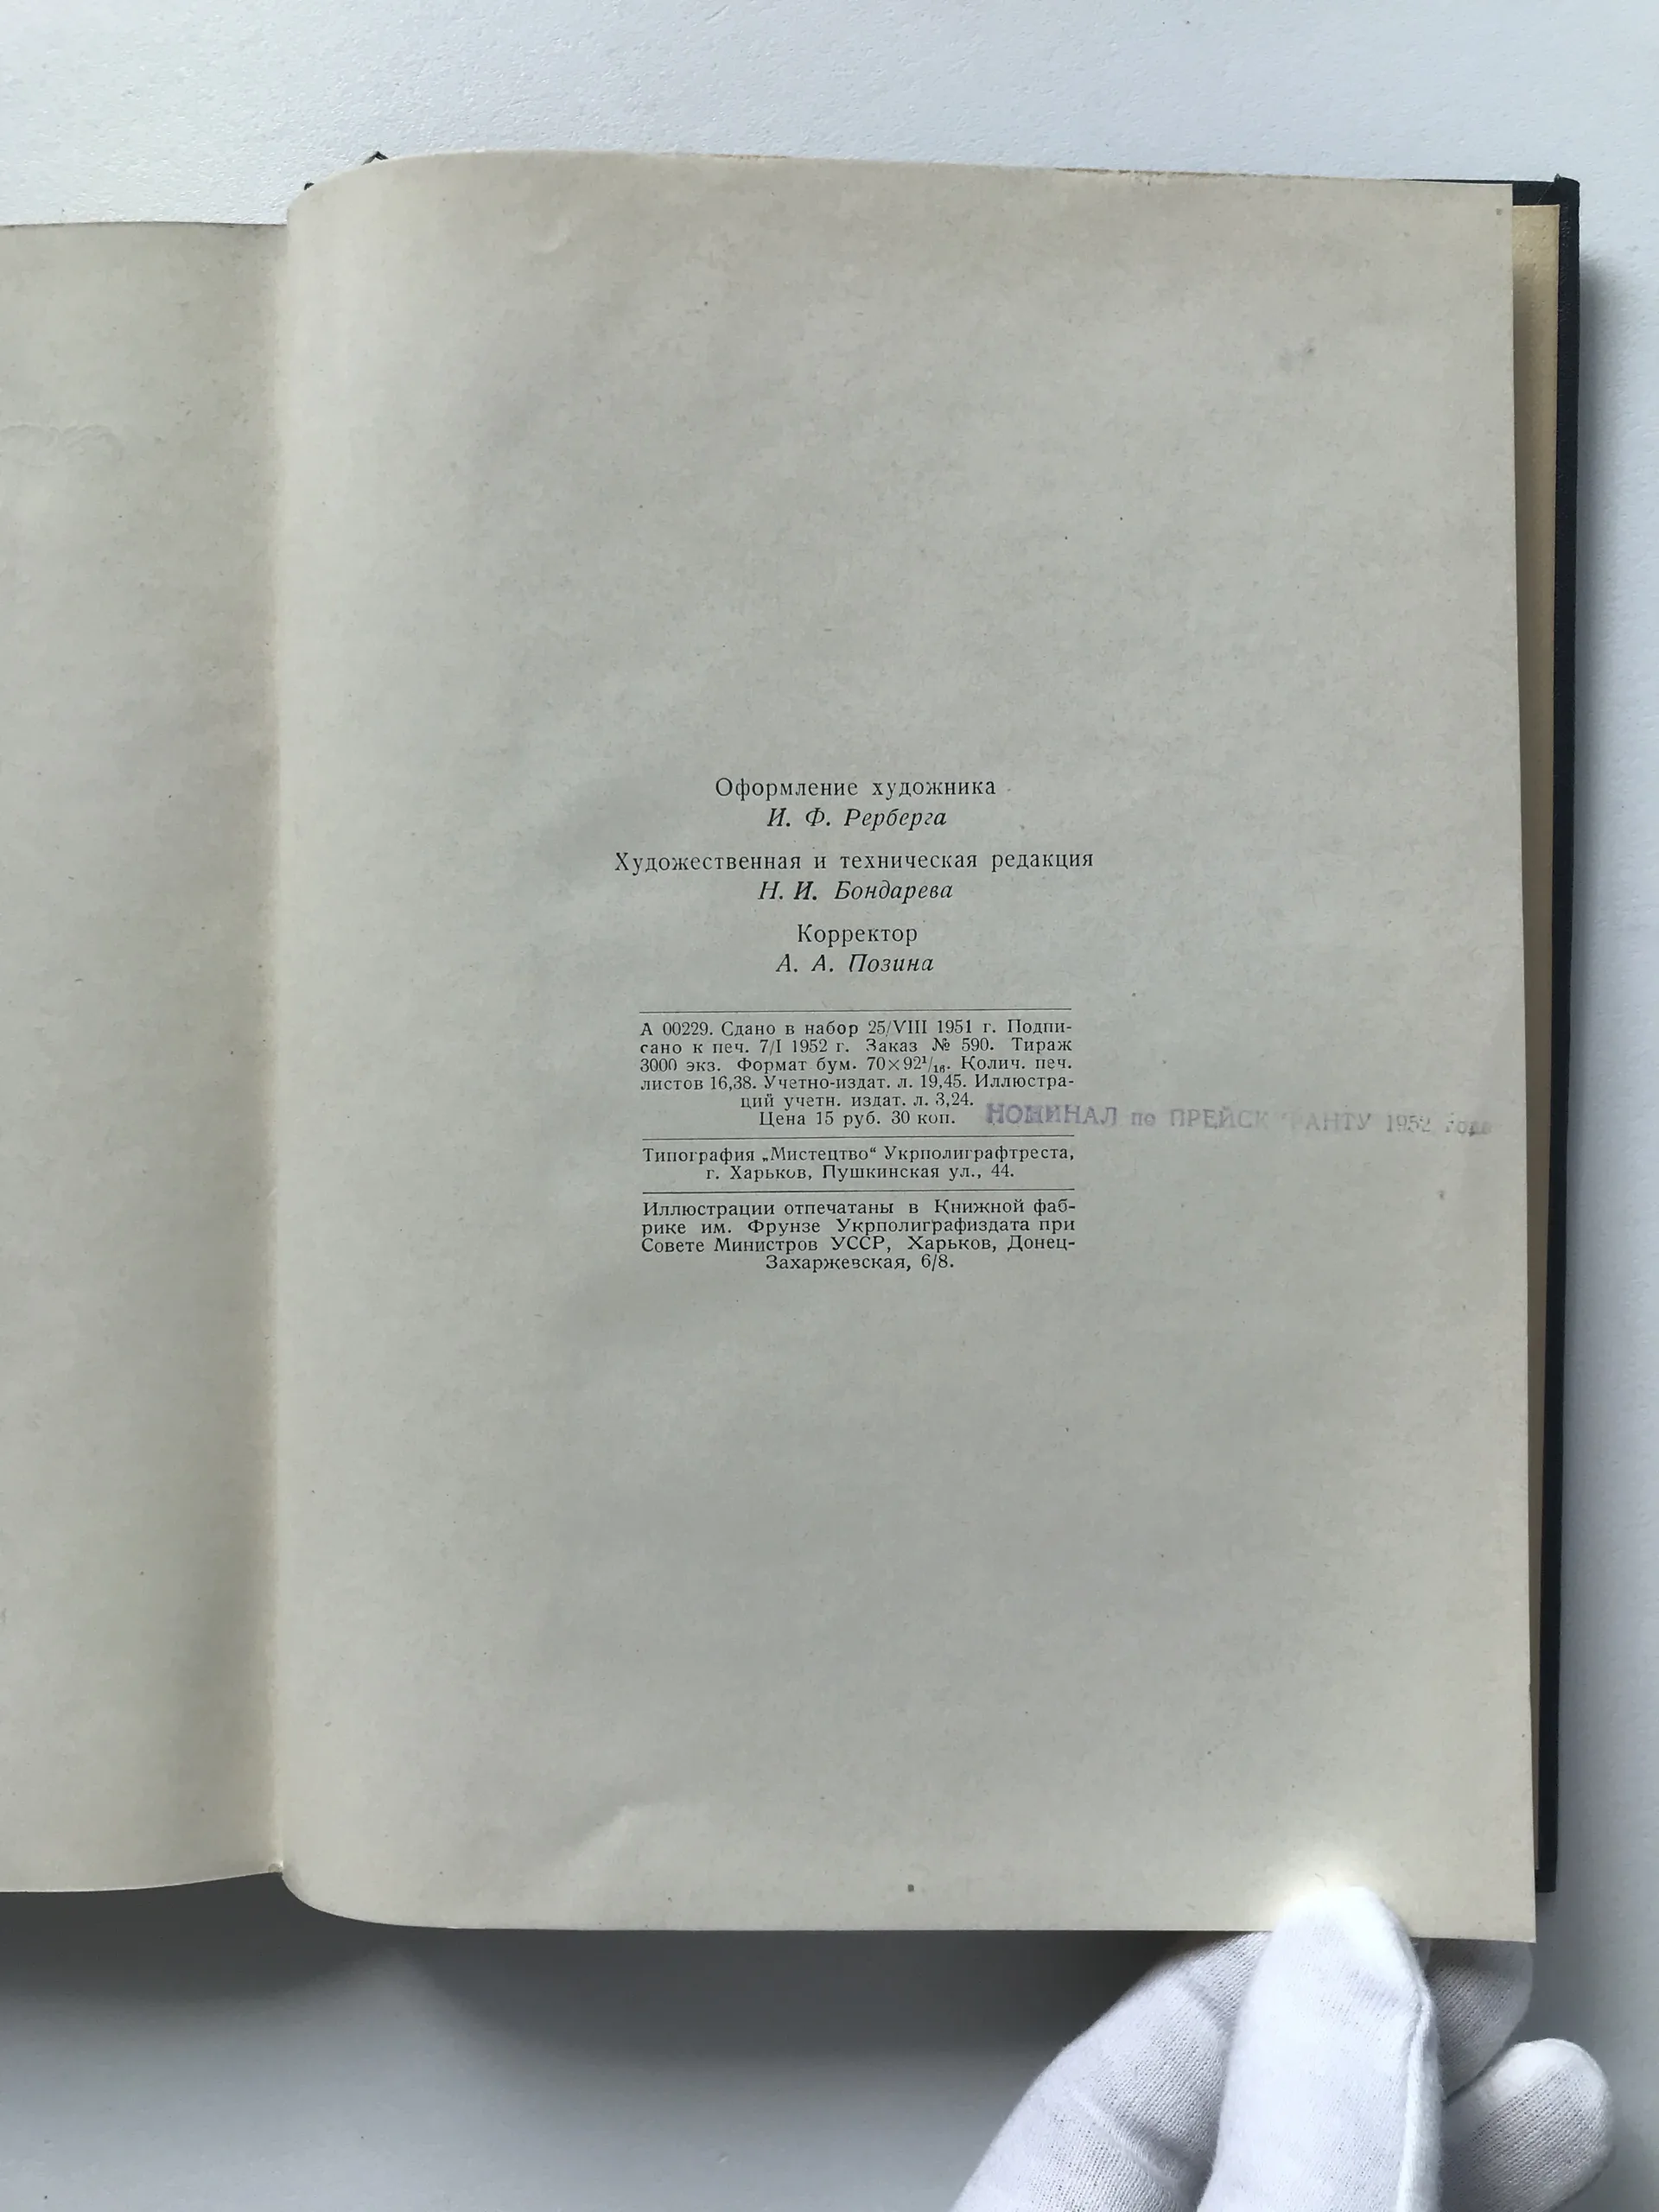 Оформление художника
И. Ф. Рерберга
Художественная и техническая редакция
Н. И. Бондарева
Корректор
А. А. Позина
А 00229. Сдано в набор 25/VIII 1951 г. Подпи-
сано к печ. 7/I 1952 г. Заказ № 590. Тираж
3000 экз. Формат бум. 70×92¹/₁₆. Колич. печ.
листов 16,38. Учетно-издат. л. 19,45. Иллюстра-
ций учетн. издат. л. 3,24.
Цена 15 руб. 30 коп.
НОМИНАЛ по ПРЕЙСКУРАНТУ 1952 года
Типография „Мистецтво“ Укрполиграфтреста,
г. Харьков, Пушкинская ул., 44.
Иллюстрации отпечатаны в Книжной фаб-
рике им. Фрунзе Укрполиграфиздата при
Совете Министров УССР, Харьков, Донец-
Захаржевская, 6/8.